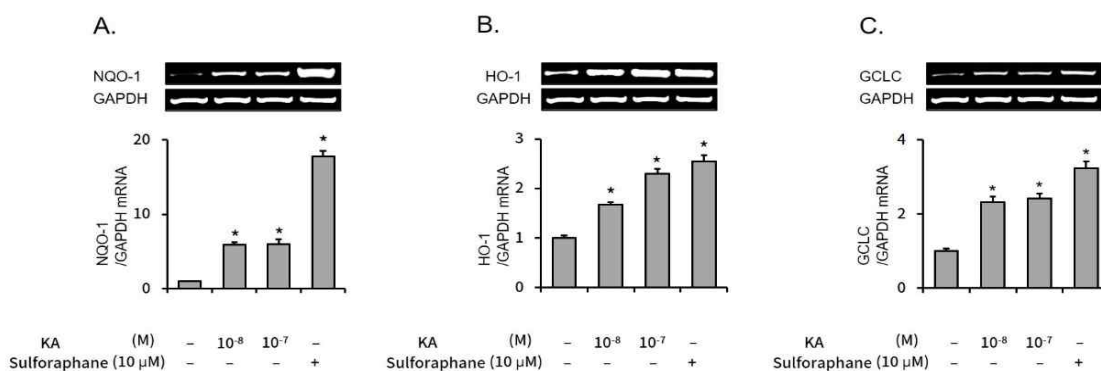 A.
NQO-1
GAPDH
20
10
0
NQO-1
/GAPDH mRNA
* * *
KA (M) – 10⁻⁸ 10⁻⁷ –
Sulforaphane (10 µM) – – – +
B.
HO-1
GAPDH
3
2
1
0
HO-1
/GAPDH mRNA
* * *
KA (M) – 10⁻⁸ 10⁻⁷ –
Sulforaphane (10 µM) – – – +
C.
GCLC
GAPDH
4
2
0
GCLC
/GAPDH mRNA
* * *
KA (M) – 10⁻⁸ 10⁻⁷ –
Sulforaphane (10 µM) – – – +